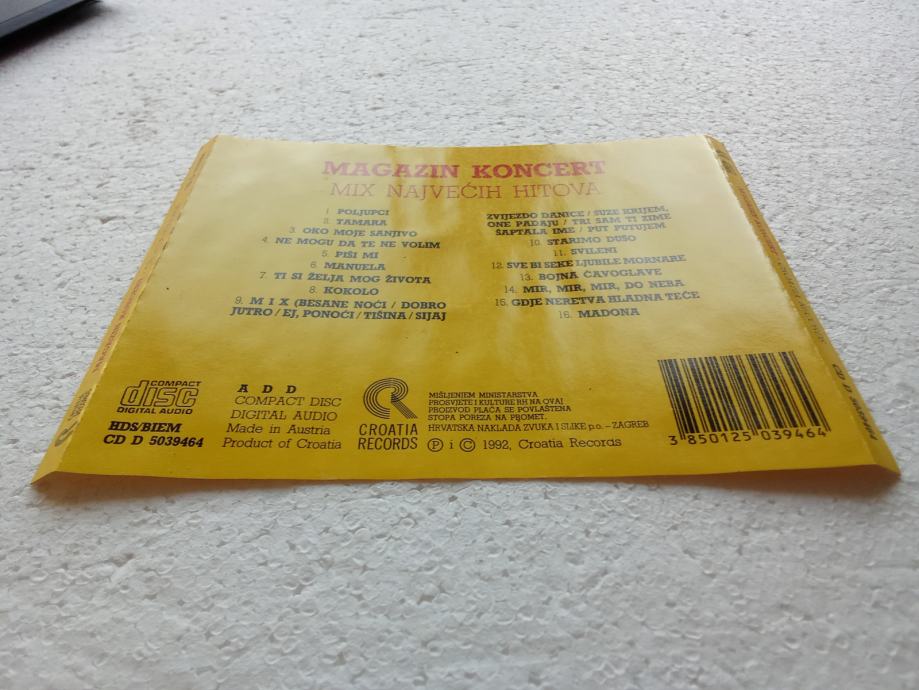 MAGAZIN KONCERT
MIX NAJVEĆIH HITOVA
1. POLJUPCI
2. TAMARA
3. OKO MOJE SANJIVO
4. NE MOGU DA TE NE VOLIM
5. PIŠI MI
6. MANUELA
7. TI SI ŽELJA MOG ŽIVOTA
8. KOKOLO
9. MIX (BESANE NOĆI / DOBRO
JUTRO / EJ, PONOĆI / TIŠINA / SIJAJ
ZVIJEZDO DANICE / SUZE KRIJEM,
ONE PADAJU / TRI SAM TI ZIME
ŠAPTALA IME / PUT PUTUJEM
10. STARIMO DUŠO
11. SVILENI
12. SVE BI SEKE LJUBILE MORNARE
13. BOJNA ČAVOGLAVE
14. MIR, MIR, MIR, DO NEBA
15. GDJE NERETVA HLADNA TEČE
16. MADONA
COMPACT
disc
DIGITAL AUDIO
HDS/BIEM
CD D 5039464
ADD
COMPACT DISC
DIGITAL AUDIO
Made in Austria
Product of Croatia
CROATIA
RECORDS
MIŠLJENJEM MINISTARSTVA
PROSVJETE I KULTURE RH NA OVAJ
PROIZVOD PLAĆA SE POVLAŠTENA
STOPA POREZA NA PROMET.
HRVATSKA NAKLADA ZVUKA I SLIKE p.o. – ZAGREB
Ⓟ i © 1992, Croatia Records
3 850125 039464